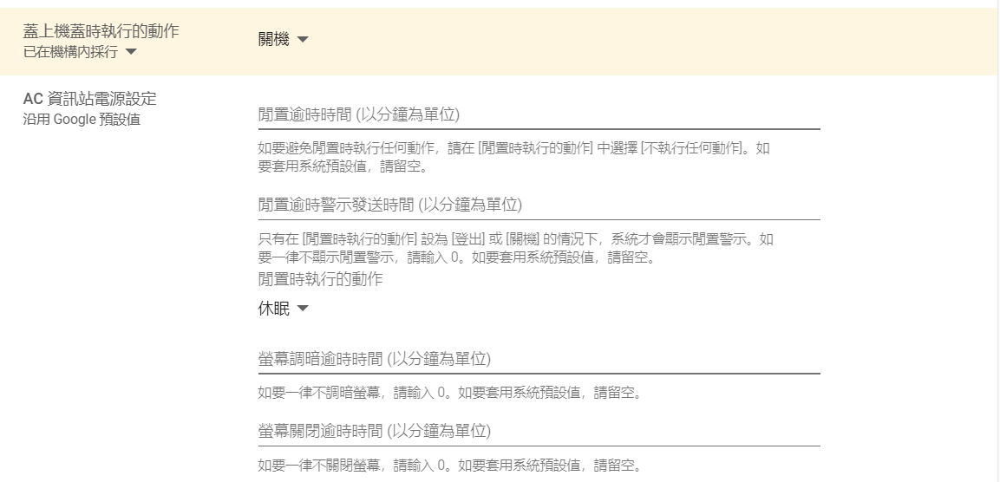 蓋上機蓋時執行的動作
已在機構內採行
關機
AC 資訊站電源設定
沿用 Google 預設值
閒置逾時時間 (以分鐘為單位)
如要避免閒置時執行任何動作，請在 [閒置時執行的動作] 中選擇 [不執行任何動作]。如
要套用系統預設值，請留空。
閒置逾時警示發送時間 (以分鐘為單位)
只有在 [閒置時執行的動作] 設為 [登出] 或 [關機] 的情況下，系統才會顯示閒置警示。如
要一律不顯示閒置警示，請輸入 0。如要套用系統預設值，請留空。
閒置時執行的動作
休眠
螢幕調暗逾時時間 (以分鐘為單位)
如要一律不調暗螢幕，請輸入 0。如要套用系統預設值，請留空。
螢幕關閉逾時時間 (以分鐘為單位)
如要一律不關閉螢幕，請輸入 0。如要套用系統預設值，請留空。